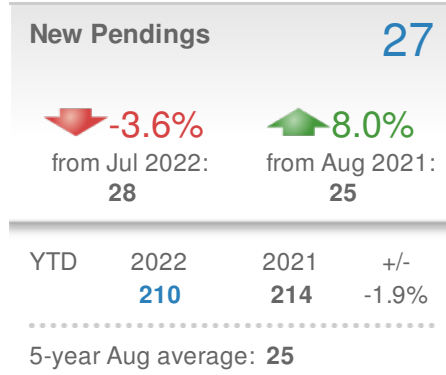 New Pendings 27
-3.6% 8.0%
from Jul 2022: from Aug 2021:
28 25
YTD 2022 2021 +/-
210 214 -1.9%
5-year Aug average: 25